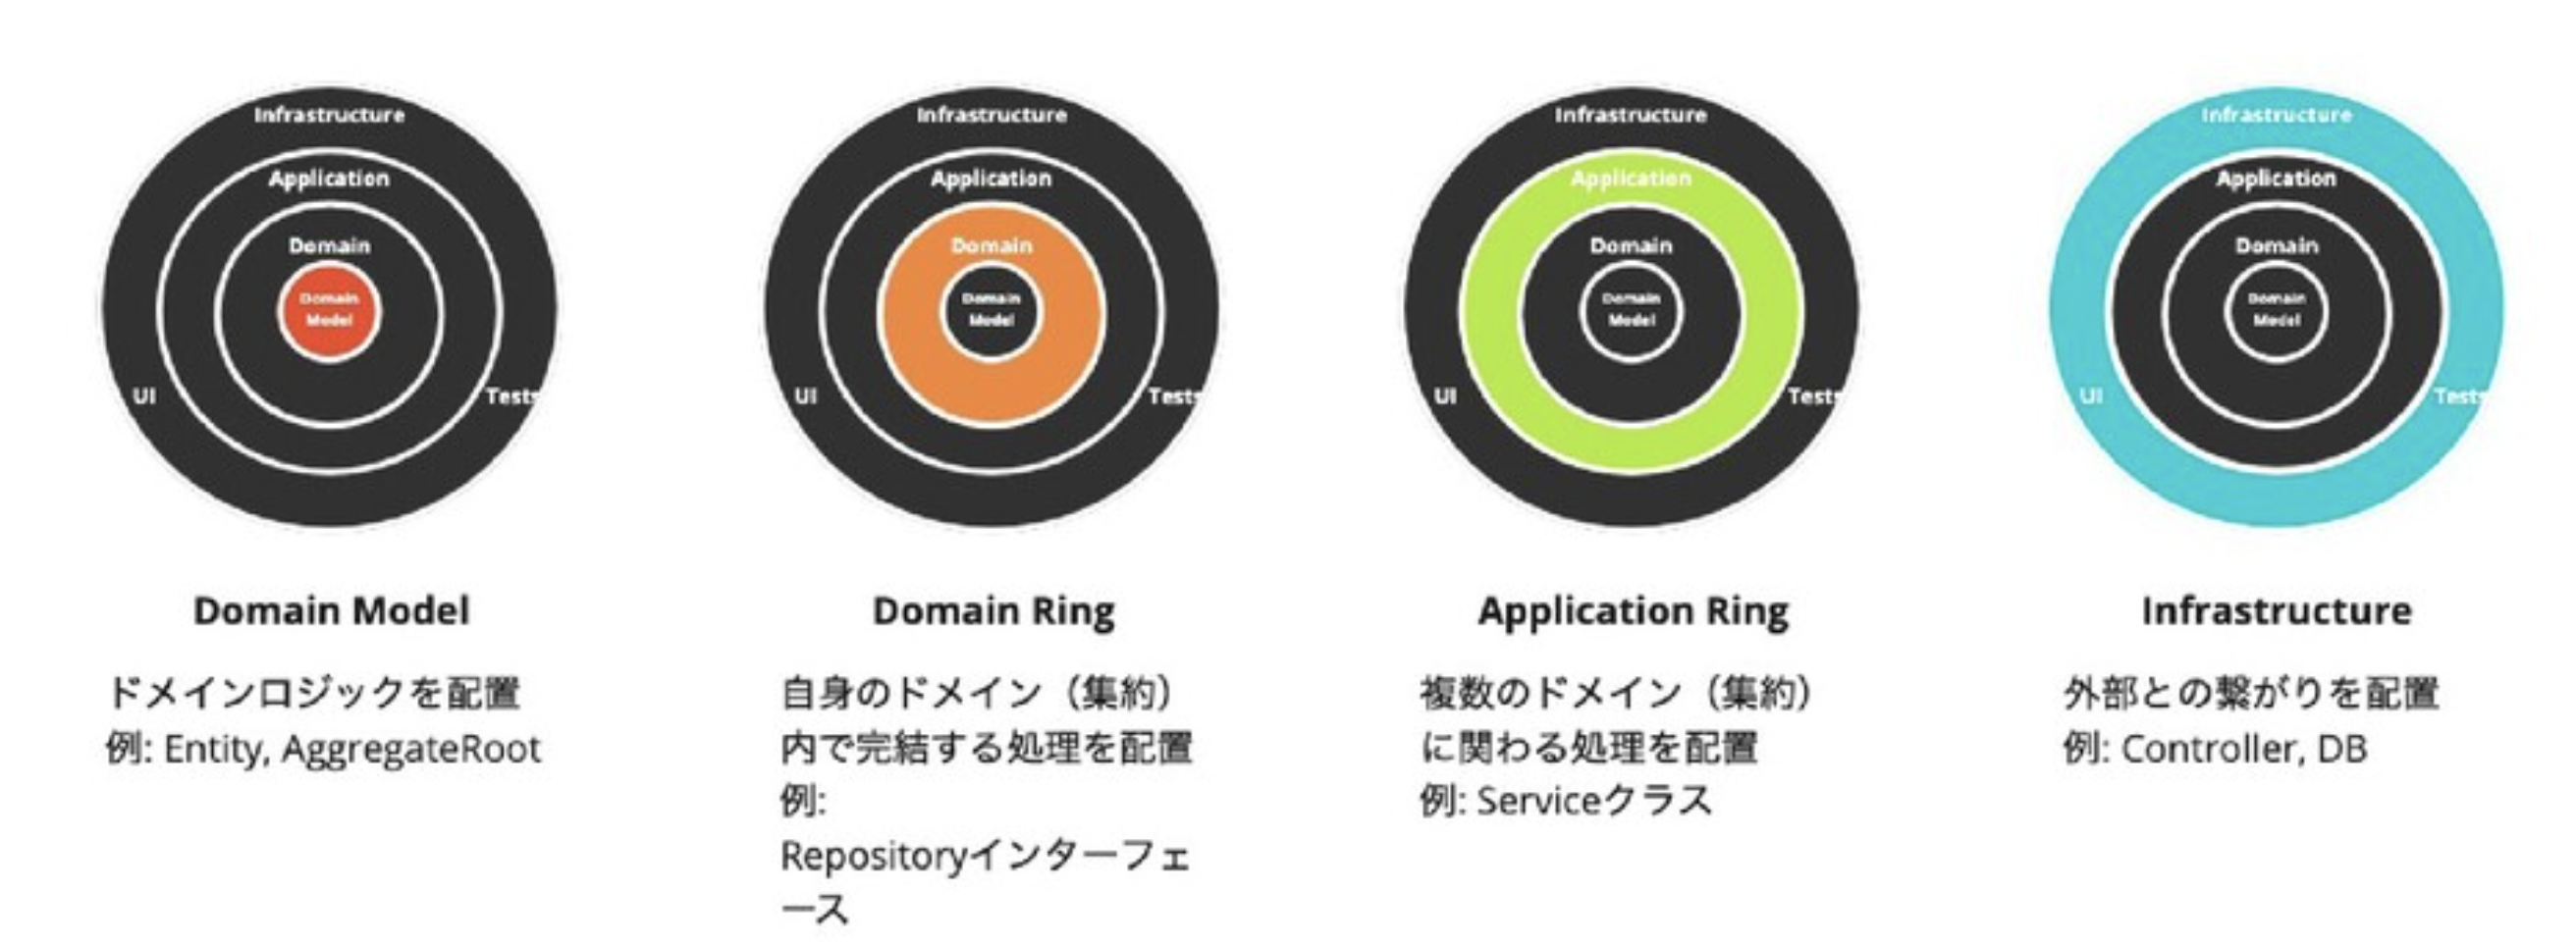 Infrastructure
Application
Domain
Domain
Model
UI
Tests
Domain Model
ドメインロジックを配置
例: Entity, AggregateRoot
Infrastructure
Application
Domain
Domain
Model
UI
Tests
Domain Ring
自身のドメイン（集約）
内で完結する処理を配置
例:
Repositoryインターフェ
ース
Infrastructure
Application
Domain
Domain
Model
UI
Tests
Application Ring
複数のドメイン（集約）
に関わる処理を配置
例: Serviceクラス
Infrastructure
Application
Domain
Domain
Model
UI
Tests
Infrastructure
外部との繋がりを配置
例: Controller, DB